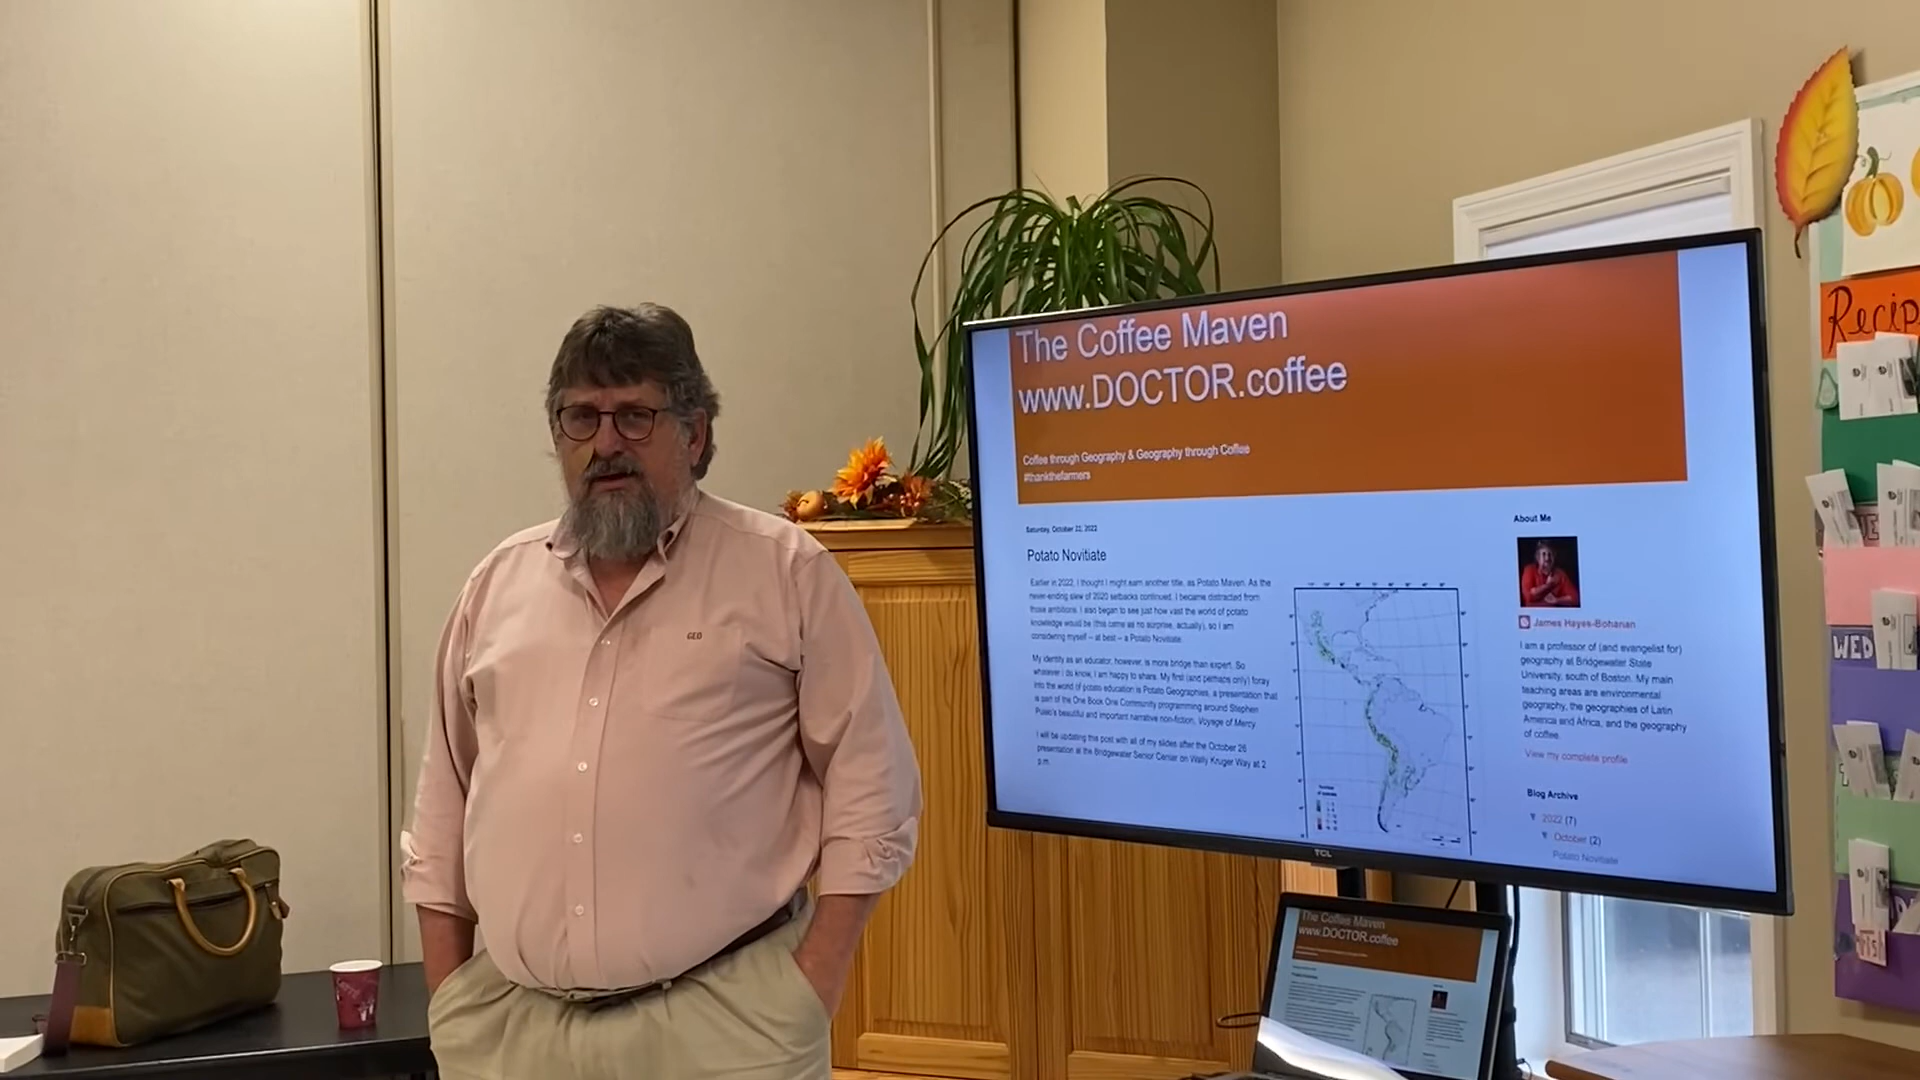 The Coffee Maven
www.DOCTOR.coffee
Coffee through Geography & Geography through Coffee
#thankthefarmers
Saturday, October 22, 2022
Potato Novitiate
Earlier in 2022, I thought I might earn another title, as Potato Maven. As the
never-ending slew of 2020 setbacks continued, I became distracted from
those ambitions. I also began to see just how vast the world of potato
knowledge would be (this came as no surprise, actually), so I am
considering myself -- at best -- a Potato Novitiate.
My identity as an educator, however, is more bridge than expert. So
whatever I do know, I am happy to share. My first (and perhaps only) foray
into the world of potato education is Potato Geographies, a presentation that
is part of the One Book One Community programming around Stephen
Puleo's beautiful and important narrative non-fiction, Voyage of Mercy.
I will be updating this post with all of my slides after the October 26
presentation at the Bridgewater Senior Center on Wally Kruger Way at 2
p.m.
Number
of species
About Me
James Hayes-Bohanan
I am a professor of (and evangelist for)
geography at Bridgewater State
University, south of Boston. My main
teaching areas are environmental
geography, the geographies of Latin
America and Africa, and the geography
of coffee.
View my complete profile
Blog Archive
▼ 2022 (7)
▼ October (2)
Potato Novitiate
TCL
The Coffee Maven
www.DOCTOR.coffee
GEO
Recip
WED